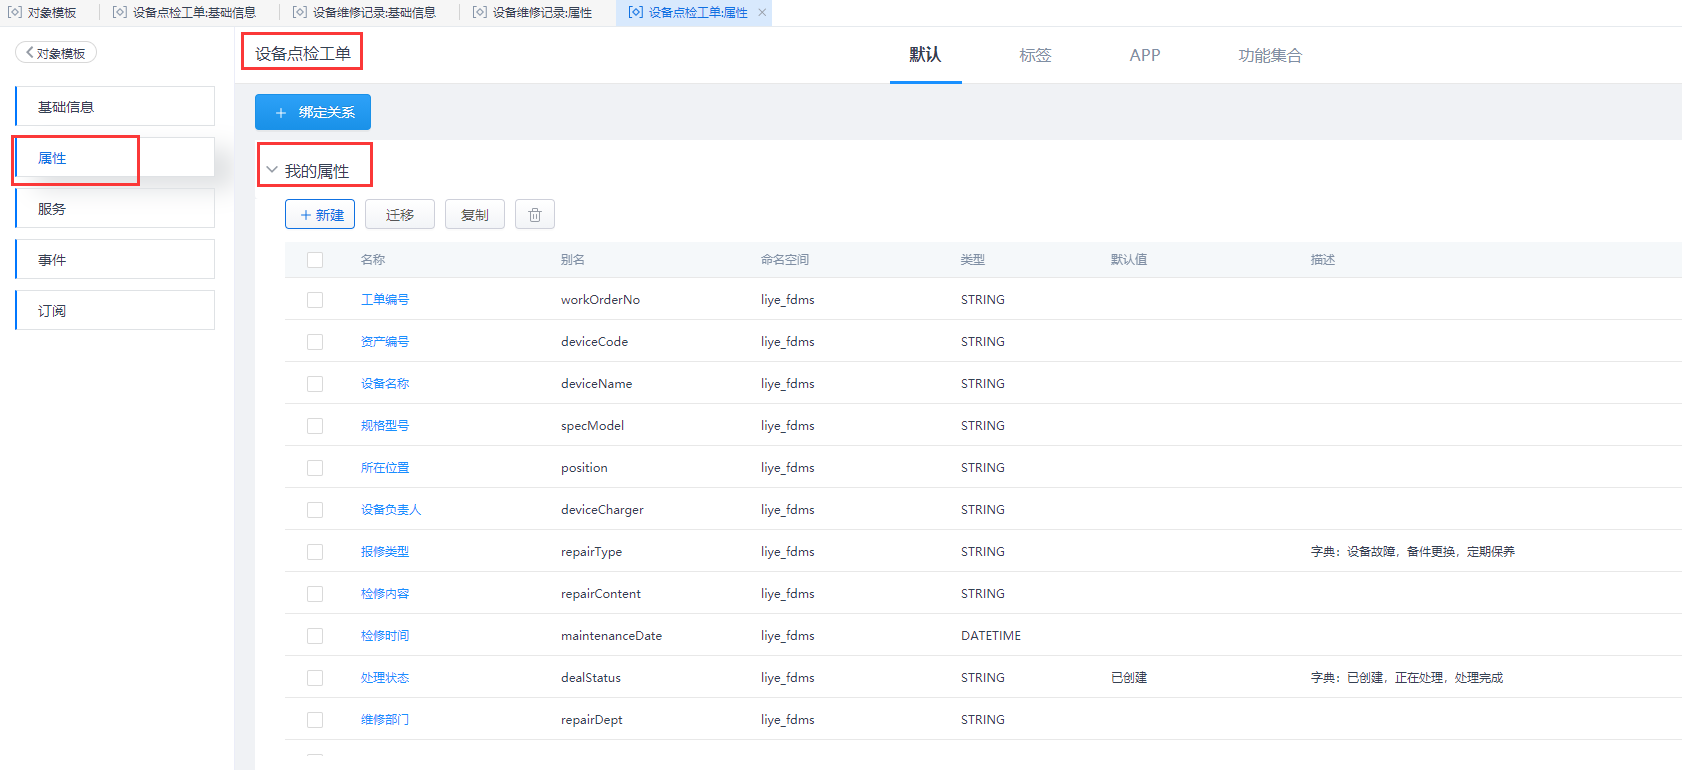 对象模板 设备点检工单:基础信息 设备维修记录:基础信息 设备维修记录:属性 设备点检工单:属性
对象模板
基础信息
属性
服务
事件
订阅
设备点检工单 默认 标签 APP 功能集合
绑定关系
我的属性
新建 迁移 复制
名称 别名 命名空间 类型 默认值 描述
工单编号 workOrderNo liye_fdms STRING
资产编号 deviceCode liye_fdms STRING
设备名称 deviceName liye_fdms STRING
规格型号 specModel liye_fdms STRING
所在位置 position liye_fdms STRING
设备负责人 deviceCharger liye_fdms STRING
报修类型 repairType liye_fdms STRING 字典：设备故障，备件更换，定期保养
检修内容 repairContent liye_fdms STRING
检修时间 maintenanceDate liye_fdms DATETIME
处理状态 dealStatus liye_fdms STRING 已创建 字典：已创建，正在处理，处理完成
维修部门 repairDept liye_fdms STRING